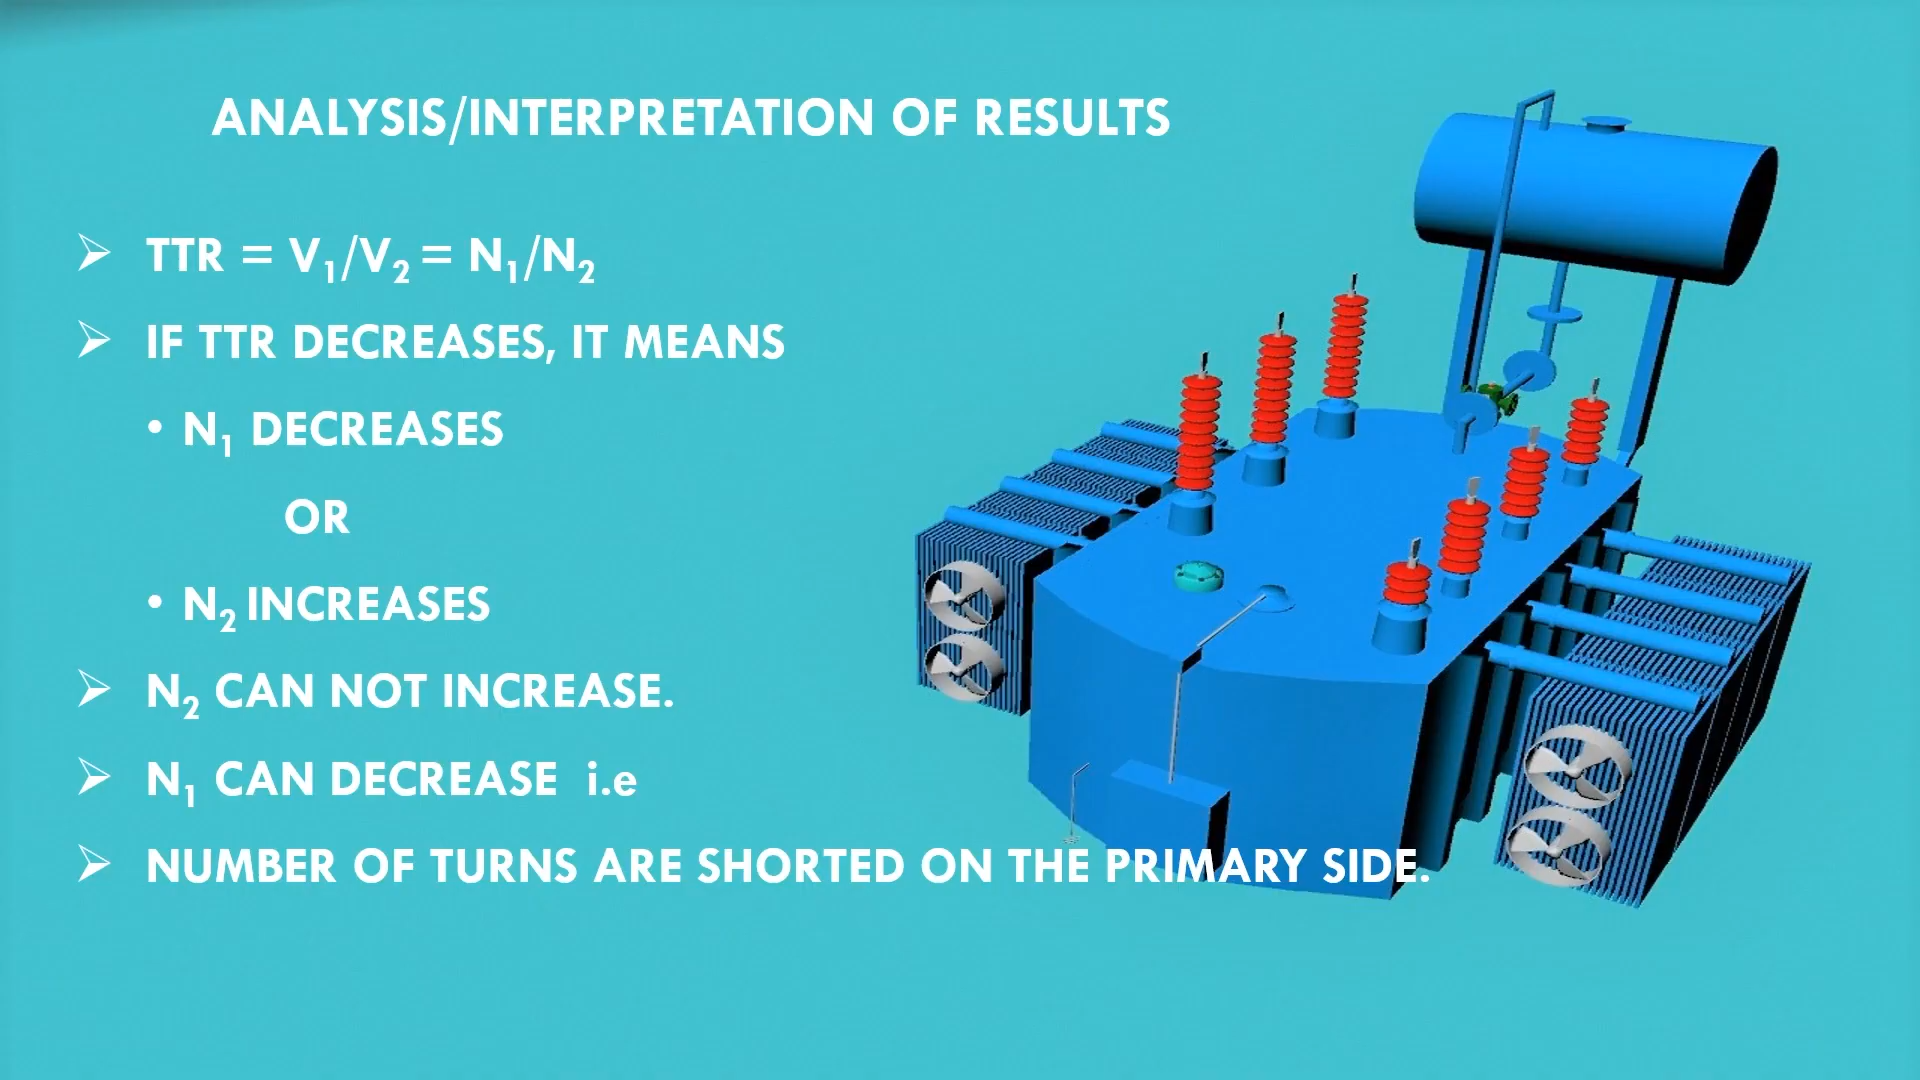 ANALYSIS/INTERPRETATION OF RESULTS
➢ TTR = V₁/V₂ = N₁/N₂
➢ IF TTR DECREASES, IT MEANS
• N₁ DECREASES
OR
• N₂ INCREASES
➢ N₂ CAN NOT INCREASE.
➢ N₁ CAN DECREASE i.e
➢ NUMBER OF TURNS ARE SHORTED ON THE PRIMARY SIDE.